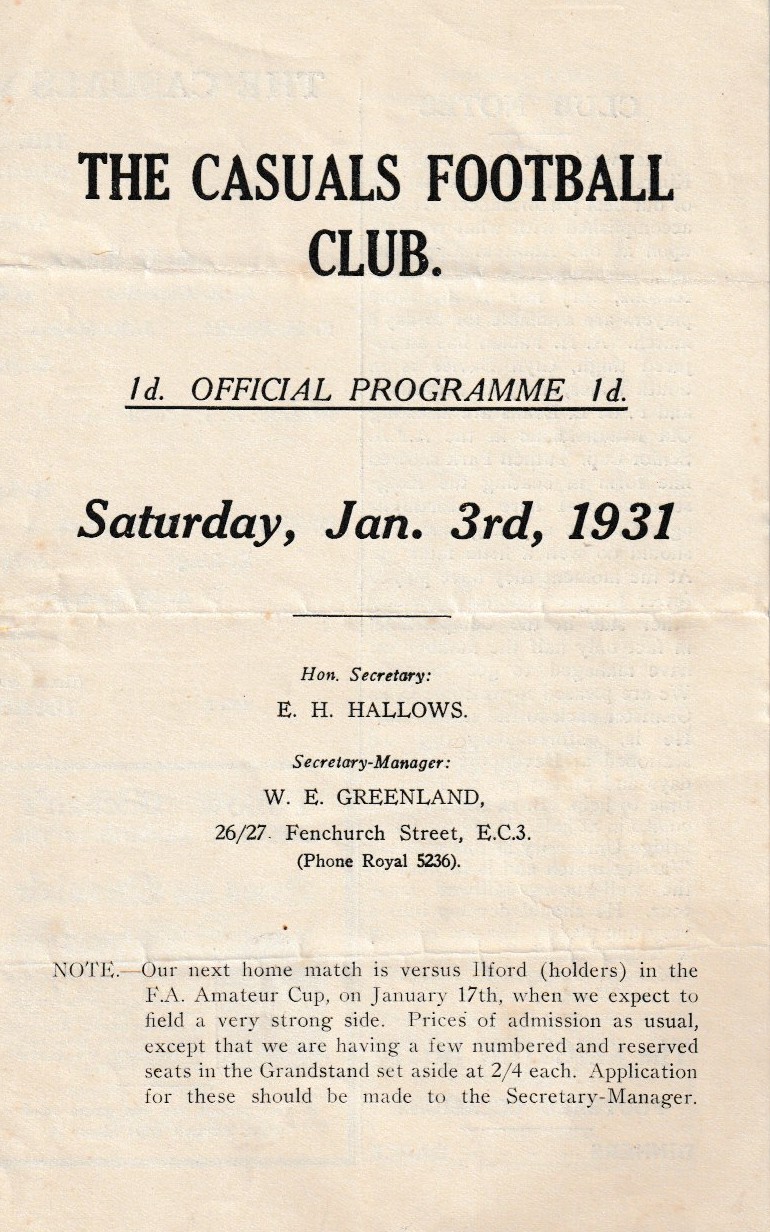 THE CASUALS FOOTBALL
CLUB.
1d. OFFICIAL PROGRAMME 1d.
Saturday, Jan. 3rd, 1931
Hon. Secretary:
E. H. HALLOWS.
Secretary-Manager:
W. E. GREENLAND,
26/27 Fenchurch Street, E.C.3.
(Phone Royal 5236).
NOTE.—Our next home match is versus Ilford (holders) in the
F.A. Amateur Cup, on January 17th, when we expect to
field a very strong side. Prices of admission as usual,
except that we are having a few numbered and reserved
seats in the Grandstand set aside at 2/4 each. Application
for these should be made to the Secretary-Manager.